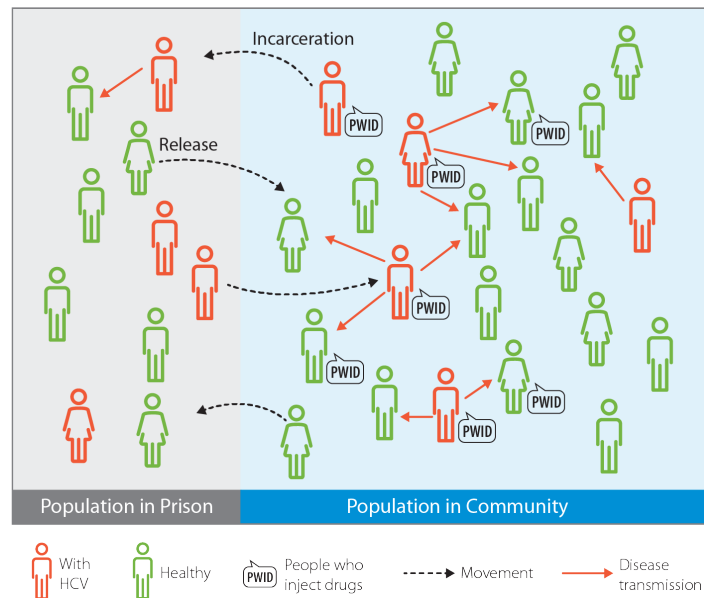 Incarceration
PWID
PWID
PWID
Release
PWID
PWID
PWID
PWID
Population in Prison
Population in Community
With
HCV
Healthy
PWID
People who
inject drugs
Movement
Disease
transmission